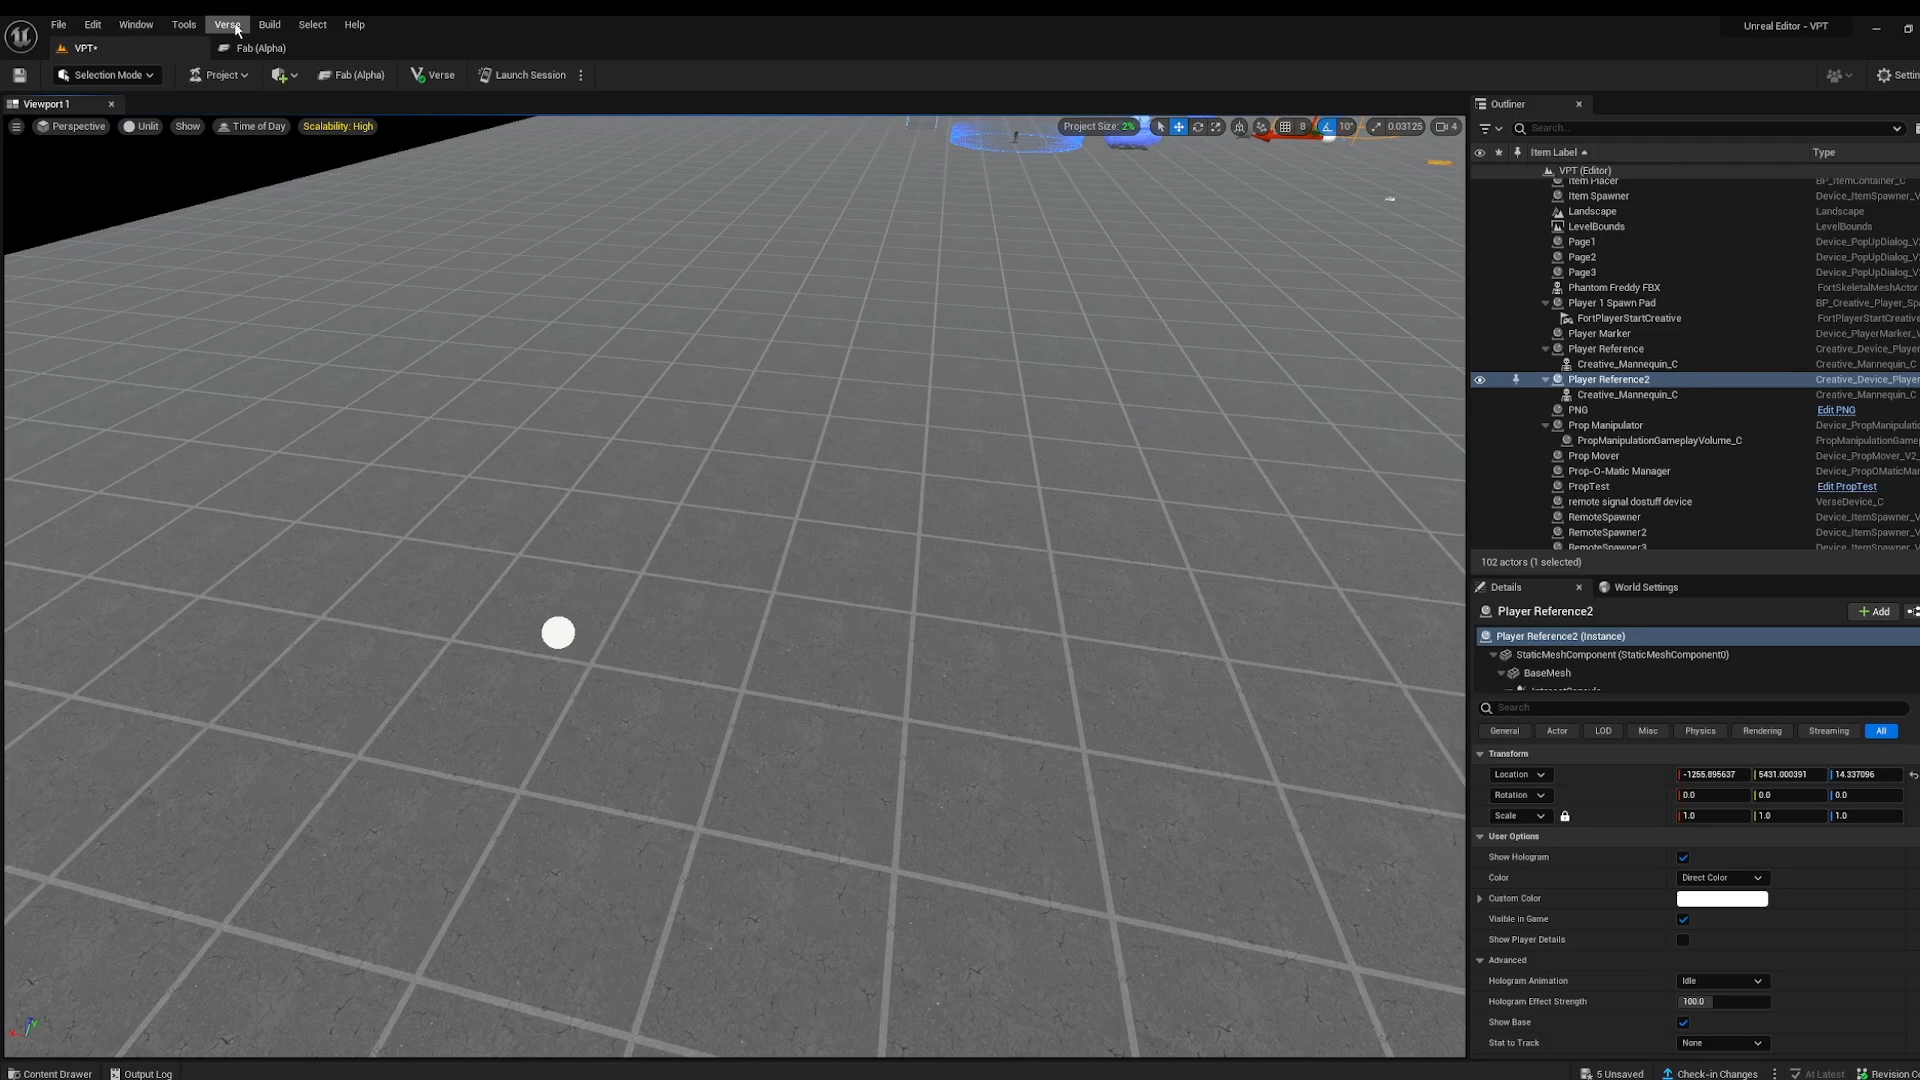 File Edit Window Tools Verse Build Select Help
Unreal Editor - VPT
VPT*
Fab (Alpha)
Selection Mode
Project
Fab (Alpha)
Verse
Launch Session
Viewport 1
Perspective
Unlit
Show
Time of Day
Scalability: High
Project Size: 2%
8
10°
0.03125
4
Outliner
Search...
Item Label
Type
VPT (Editor)
Item Placer BP_ItemContainer_C
Item Spawner Device_ItemSpawner_V
Landscape Landscape
LevelBounds LevelBounds
Page1 Device_PopUpDialog_V
Page2 Device_PopUpDialog_V
Page3 Device_PopUpDialog_V
Phantom Freddy FBX FortSkeletalMeshActor
Player 1 Spawn Pad BP_Creative_Player_Sp
FortPlayerStartCreative FortPlayerStartCreative
Player Marker Device_PlayerMarker_V
Player Reference Creative_Device_Player
Creative_Mannequin_C Creative_Mannequin_C
Player Reference2 Creative_Device_Player
Creative_Mannequin_C Creative_Mannequin_C
PNG Edit PNG
Prop Manipulator Device_PropManipulati
PropManipulationGameplayVolume_C PropManipulationGame
Prop Mover Device_PropMover_V2_
Prop-O-Matic Manager Device_PropOMaticMa
PropTest Edit PropTest
remote signal dostuff device VerseDevice_C
RemoteSpawner Device_ItemSpawner_V
RemoteSpawner2 Device_ItemSpawner_V
RemoteSpawner3 Device_ItemSpawner_V
102 actors (1 selected)
Details
World Settings
Player Reference2
Add
Player Reference2 (Instance)
StaticMeshComponent (StaticMeshComponent0)
BaseMesh
Search
General Actor LOD Misc Physics Rendering Streaming All
Transform
Location -1255.895637 5431.000391 14.337096
Rotation 0.0 0.0 0.0
Scale 1.0 1.0 1.0
User Options
Show Hologram
Color Direct Color
Custom Color
Visible in Game
Show Player Details
Advanced
Hologram Animation Idle
Hologram Effect Strength 100.0
Show Base
Stat to Track None
Content Drawer
Output Log
5 Unsaved
Check-in Changes
At Latest
Revision Co